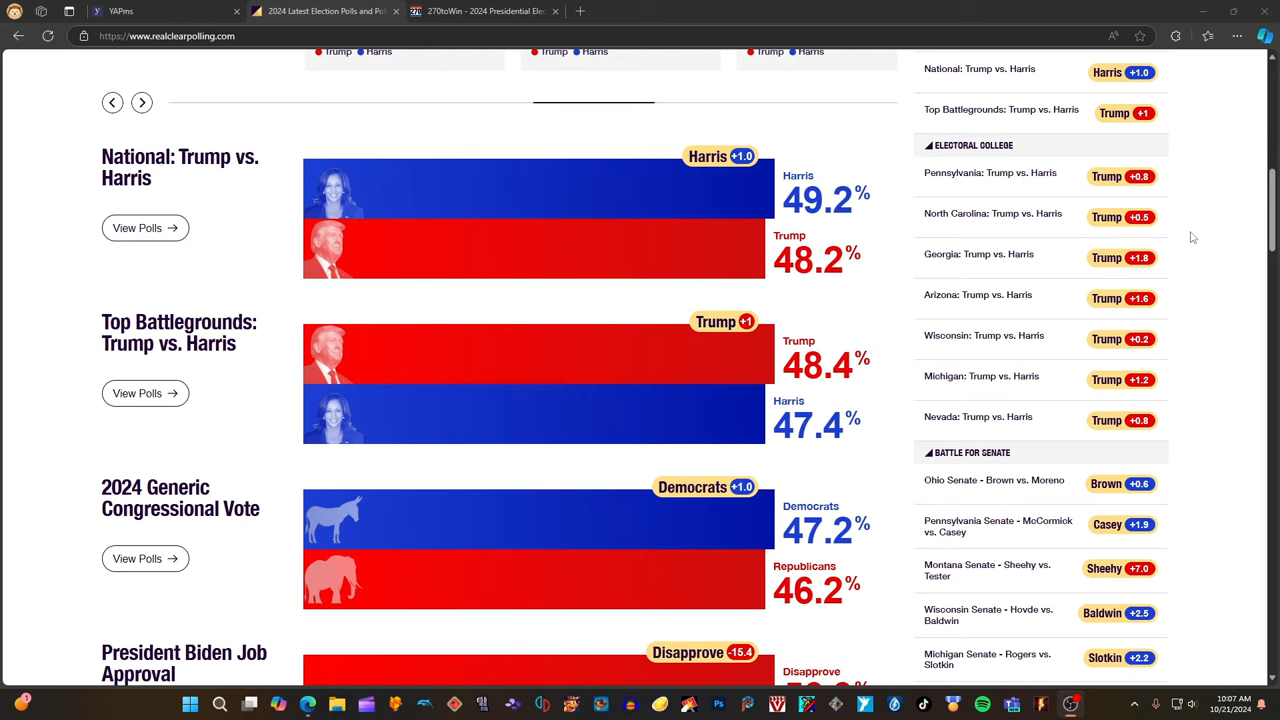 YAPms
2024 Latest Polls
270
270toWin - 2024 Presidential Ele
https://www.realclearpolling.com
Trump Harris
Trump Harris
Trump Harris
National: Trump vs. Harris
Harris +1.0
Top Battlegrounds: Trump vs. Harris
Trump +1
ELECTORAL COLLEGE
Pennsylvania: Trump vs. Harris
Trump +0.8
North Carolina: Trump vs. Harris
Trump +0.5
Georgia: Trump vs. Harris
Trump +1.8
Arizona: Trump vs. Harris
Trump +1.6
Wisconsin: Trump vs. Harris
Trump +0.2
Michigan: Trump vs. Harris
Trump +1.2
Nevada: Trump vs. Harris
Trump +0.8
BATTLE FOR SENATE
Ohio Senate - Brown vs. Moreno
Brown +0.6
Pennsylvania Senate - McCormick
vs. Casey
Casey +1.9
Montana Senate - Sheehy vs.
Tester
Sheehy +7.0
Wisconsin Senate - Hovde vs.
Baldwin
Baldwin +2.5
Michigan Senate - Rogers vs.
Slotkin
Slotkin +2.2
National: Trump vs.
Harris
View Polls
Harris +1.0
Harris
49.2%
Trump
48.2%
Top Battlegrounds:
Trump vs. Harris
View Polls
Trump +1
Trump
48.4%
Harris
47.4%
2024 Generic
Congressional Vote
View Polls
Democrats +1.0
Democrats
47.2%
Republicans
46.2%
President Biden Job
Approval
Disapprove -15.4
Disapprove
10:07 AM
10/21/2024